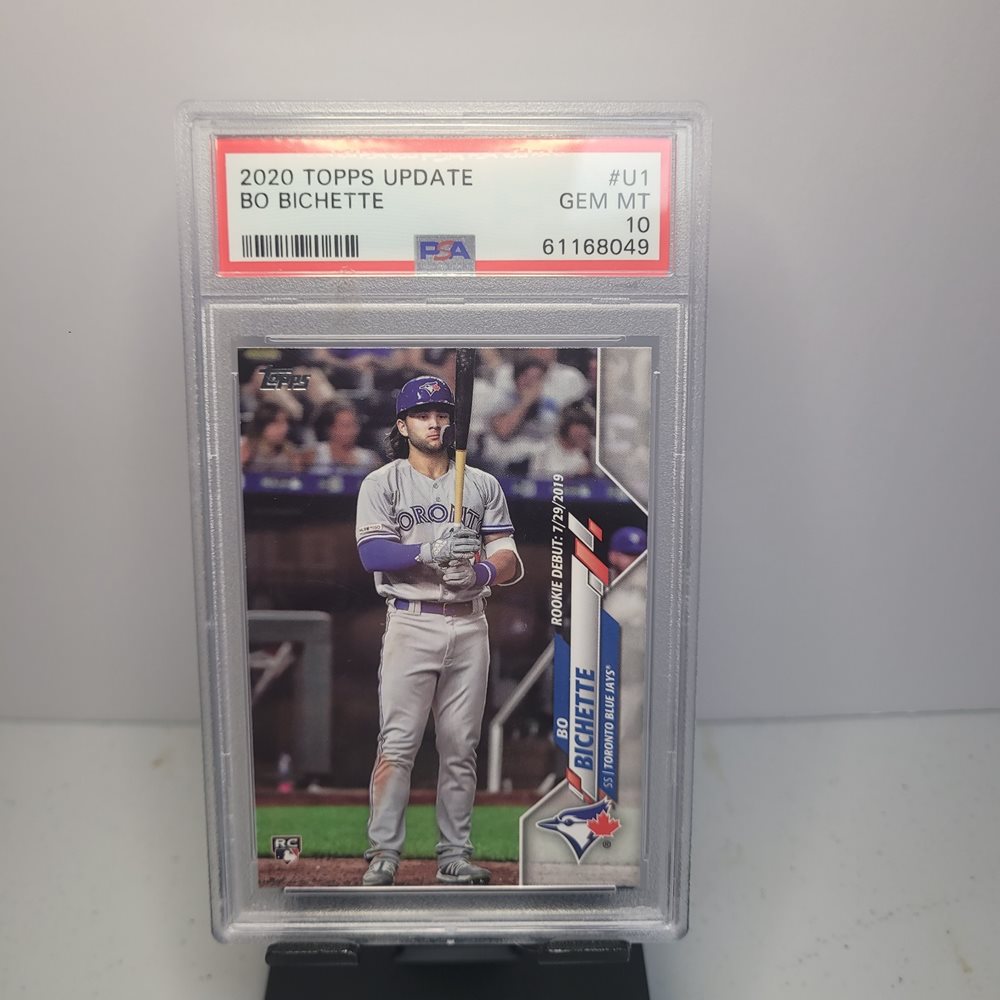 2020 TOPPS UPDATE #U1
BO BICHETTE GEM MT
10
61168049
PSA
Topps
TORONTO
ROOKIE DEBUT: 7/29/2019
BO
BICHETTE
SS | TORONTO BLUE JAYS®
RC
®